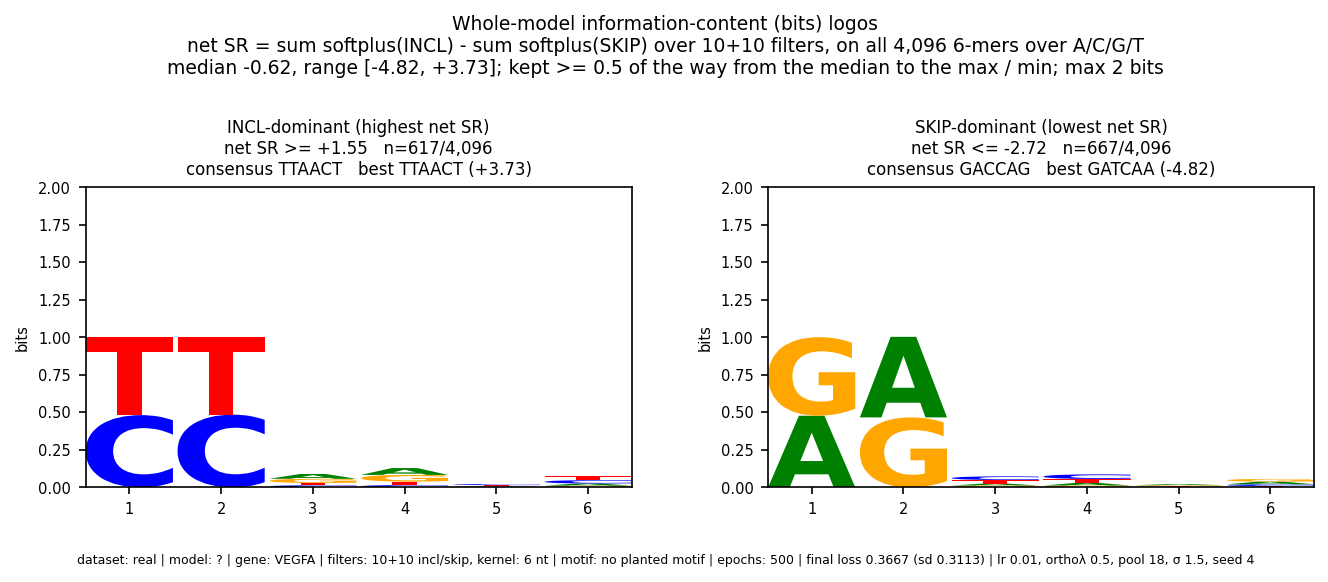 Whole-model information-content (bits) logos
net SR = sum softplus(INCL) - sum softplus(SKIP) over 10+10 filters, on all 4,096 6-mers over A/C/G/T
median -0.62, range [-4.82, +3.73]; kept >= 0.5 of the way from the median to the max / min; max 2 bits
INCL-dominant (highest net SR)
net SR >= +1.55   n=617/4,096
consensus TTAACT   best TTAACT (+3.73)
2.00
1.75
1.50
1.25
1.00
0.75
0.50
0.25
0.00
bits
T T
C C
1 2 3 4 5 6
SKIP-dominant (lowest net SR)
net SR <= -2.72   n=667/4,096
consensus GACCAG   best GATCAA (-4.82)
2.00
1.75
1.50
1.25
1.00
0.75
0.50
0.25
0.00
bits
G A
A G
1 2 3 4 5 6
dataset: real | model: ? | gene: VEGFA | filters: 10+10 incl/skip, kernel: 6 nt | motif: no planted motif | epochs: 500 | final loss 0.3667 (sd 0.3113) | lr 0.01, orthoλ 0.5, pool 18, σ 1.5, seed 4